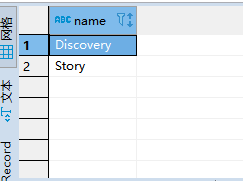 网格
文本
Record
ABC name
1 Discovery
2 Story